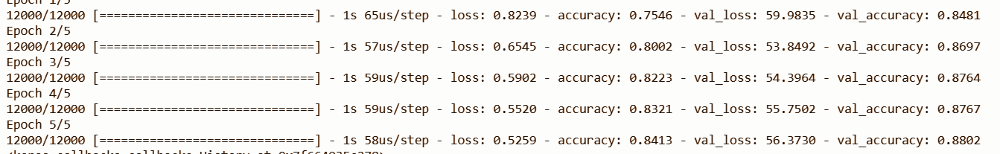 Epoch 1/5
12000/12000 [==============================] - 1s 65us/step - loss: 0.8239 - accuracy: 0.7546 - val_loss: 59.9835 - val_accuracy: 0.8481
Epoch 2/5
12000/12000 [==============================] - 1s 57us/step - loss: 0.6545 - accuracy: 0.8002 - val_loss: 53.8492 - val_accuracy: 0.8697
Epoch 3/5
12000/12000 [==============================] - 1s 59us/step - loss: 0.5902 - accuracy: 0.8223 - val_loss: 54.3964 - val_accuracy: 0.8764
Epoch 4/5
12000/12000 [==============================] - 1s 59us/step - loss: 0.5520 - accuracy: 0.8321 - val_loss: 55.7502 - val_accuracy: 0.8767
Epoch 5/5
12000/12000 [==============================] - 1s 58us/step - loss: 0.5259 - accuracy: 0.8413 - val_loss: 56.3730 - val_accuracy: 0.8802